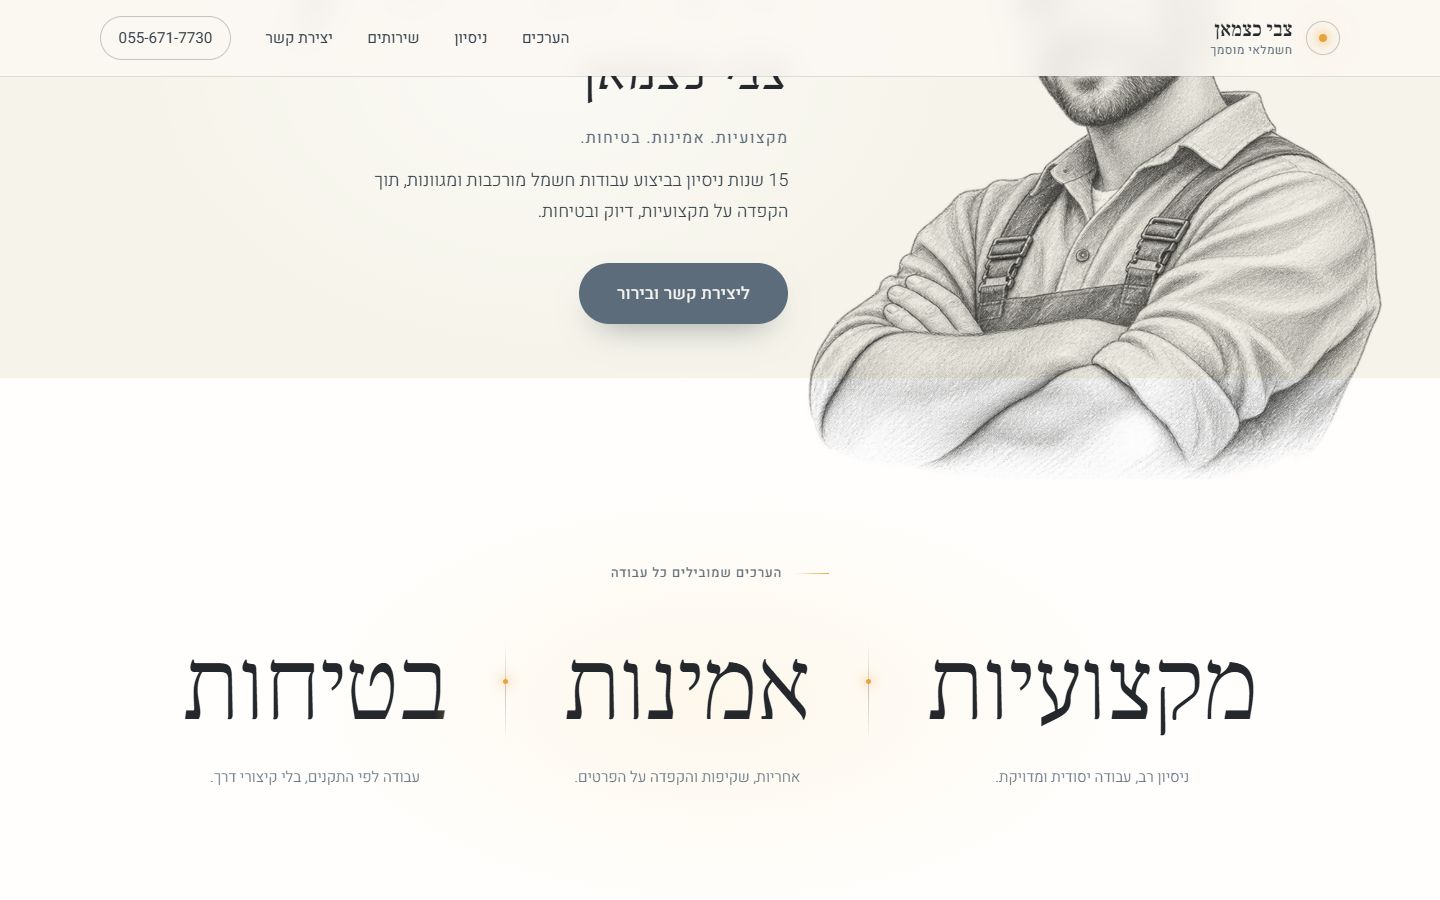 צבי כצמאן
חשמלאי מוסמך
הערכים
ניסיון
שירותים
יצירת קשר
055-671-7730
צבי כצמאן
מקצועיות. אמינות. בטיחות.
15 שנות ניסיון בביצוע עבודות חשמל מורכבות ומגוונות, תוך
הקפדה על מקצועיות, דיוק ובטיחות.
ליצירת קשר ובירור
הערכים שמובילים כל עבודה
מקצועיות
אמינות
בטיחות
ניסיון רב, עבודה יסודית ומדויקת.
אחריות, שקיפות והקפדה על הפרטים.
עבודה לפי התקנים, בלי קיצורי דרך.